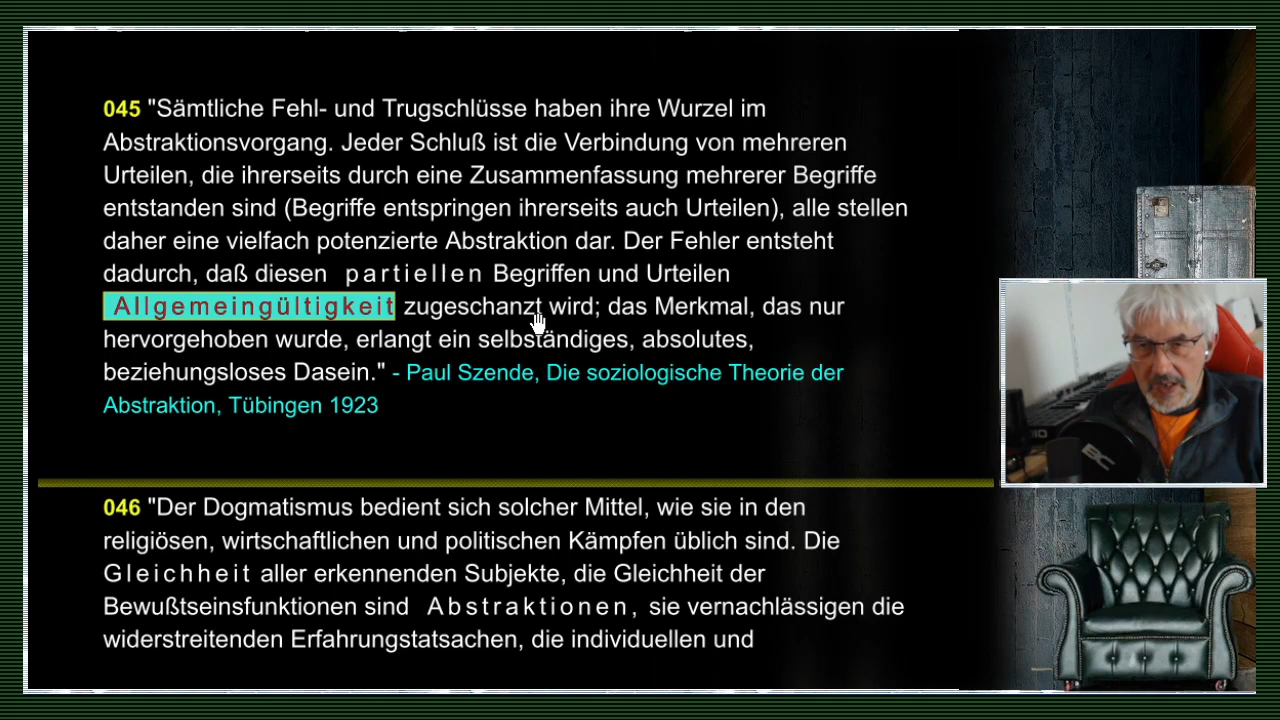 045 "Sämtliche Fehl- und Trugschlüsse haben ihre Wurzel im
Abstraktionsvorgang. Jeder Schluß ist die Verbindung von mehreren
Urteilen, die ihrerseits durch eine Zusammenfassung mehrerer Begriffe
entstanden sind (Begriffe entspringen ihrerseits auch Urteilen), alle stellen
daher eine vielfach potenzierte Abstraktion dar. Der Fehler entsteht
dadurch, daß diesen partiellen Begriffen und Urteilen
Allgemeingültigkeit zugeschanzt wird; das Merkmal, das nur
hervorgehoben wurde, erlangt ein selbständiges, absolutes,
beziehungsloses Dasein." - Paul Szende, Die soziologische Theorie der
Abstraktion, Tübingen 1923
046 "Der Dogmatismus bedient sich solcher Mittel, wie sie in den
religiösen, wirtschaftlichen und politischen Kämpfen üblich sind. Die
Gleichheit aller erkennenden Subjekte, die Gleichheit der
Bewußtseinsfunktionen sind Abstraktionen, sie vernachlässigen die
widerstreitenden Erfahrungstatsachen, die individuellen und